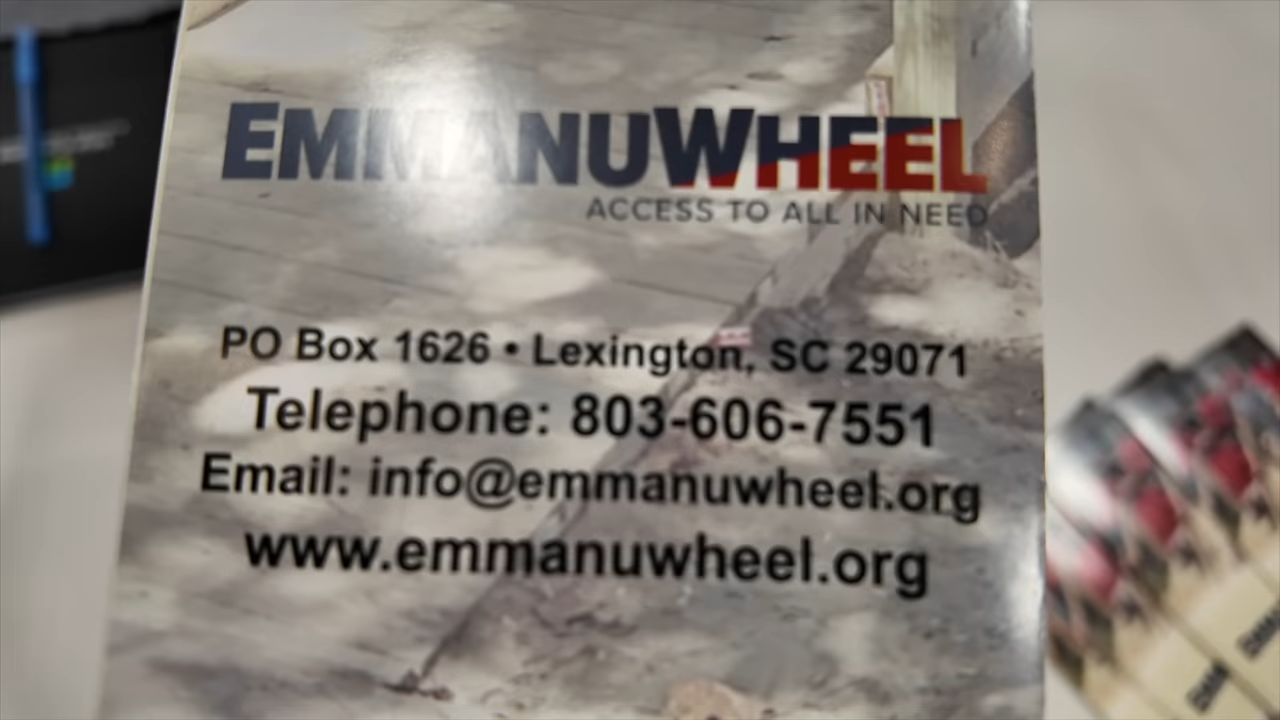 EMMANUWHEEL
ACCESS TO ALL IN NEED
PO Box 1626 • Lexington, SC 29071
Telephone: 803-606-7551
Email: info@emmanuwheel.org
www.emmanuwheel.org